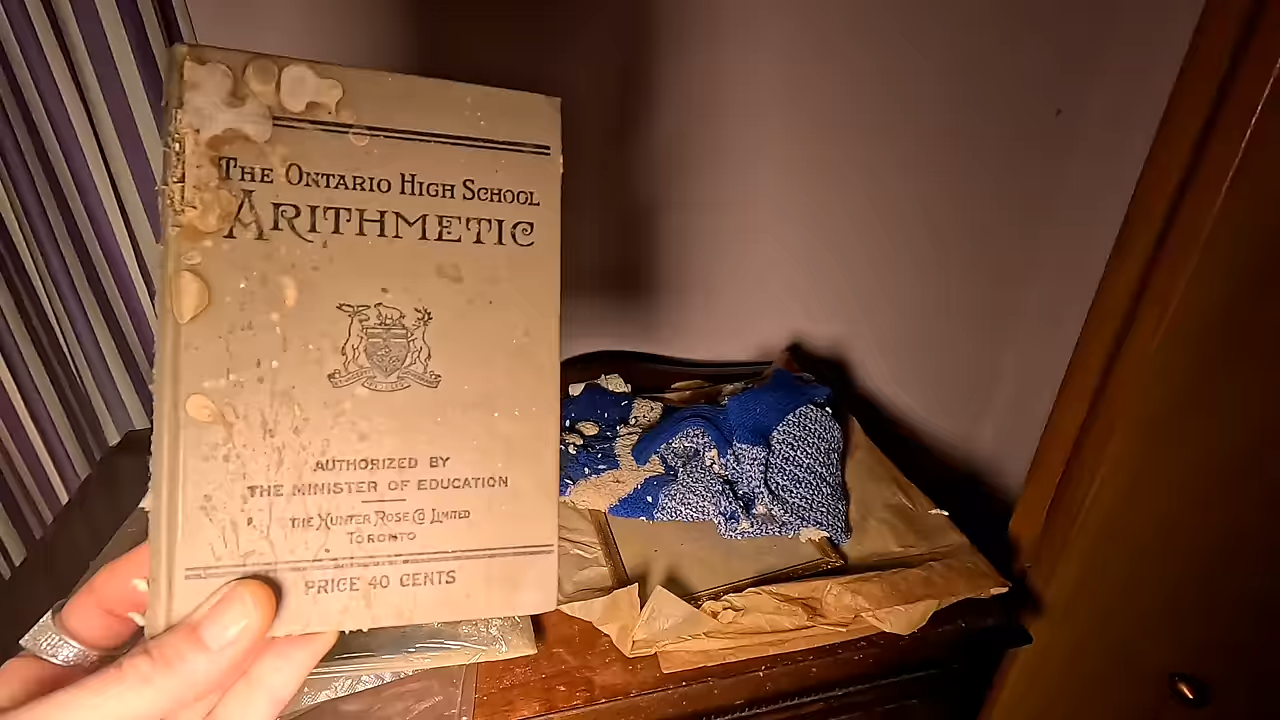 THE ONTARIO HIGH SCHOOL
ARITHMETIC
AUTHORIZED BY
THE MINISTER OF EDUCATION
THE HUNTER ROSE CO LIMITED
TORONTO
PRICE 40 CENTS